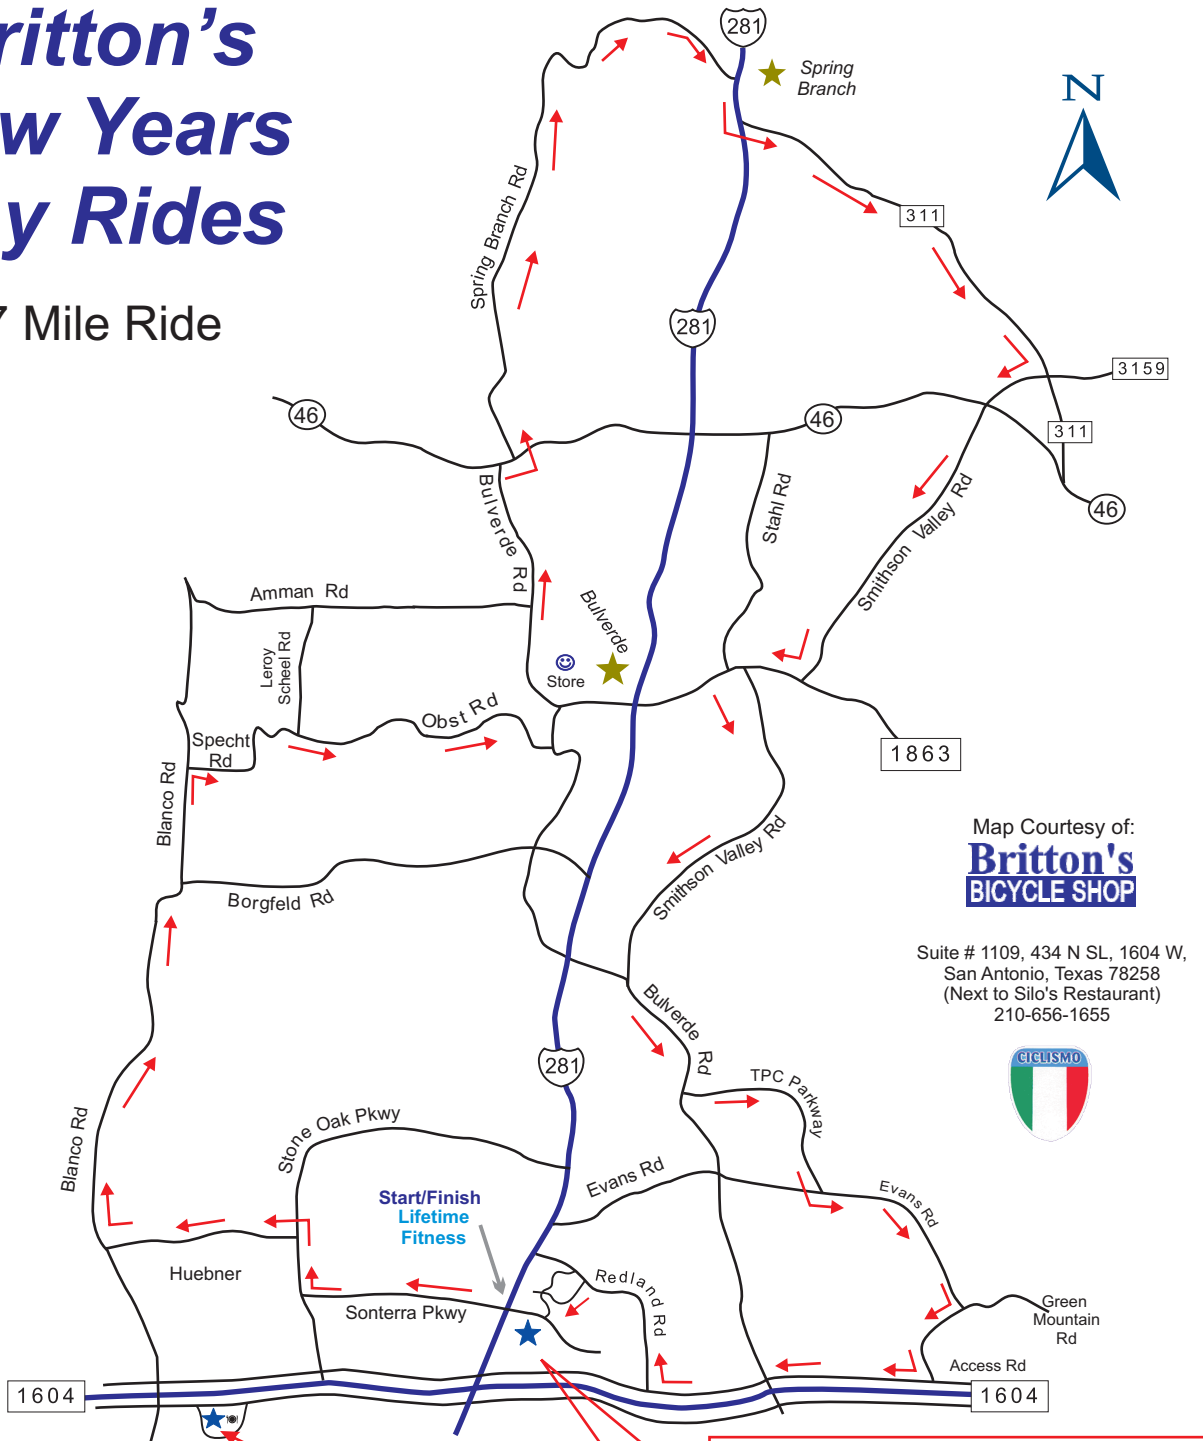 ritton's
w Years
y Rides
7 Mile Ride
281
Spring
Branch
N
Spring Branch Rd
311
281
3159
46
46
311
46
Bulverde Rd
Stahl Rd
Smithson Valley Rd
Amman Rd
Leroy
Scheel Rd
Bulverde
Store
Obst Rd
Specht
Rd
1863
Blanco Rd
Smithson Valley Rd
Borgfeld Rd
Map Courtesy of:
Britton's
BICYCLE SHOP
Suite # 1109, 434 N SL, 1604 W,
San Antonio, Texas 78258
(Next to Silo's Restaurant)
210-656-1655
CICLISMO
Bulverde Rd
281
TPC Parkway
Stone Oak Pkwy
Blanco Rd
Evans Rd
Evans Rd
Start/Finish
Lifetime
Fitness
Huebner
Redland Rd
Sonterra Pkwy
Green
Mountain
Rd
Access Rd
1604
1604